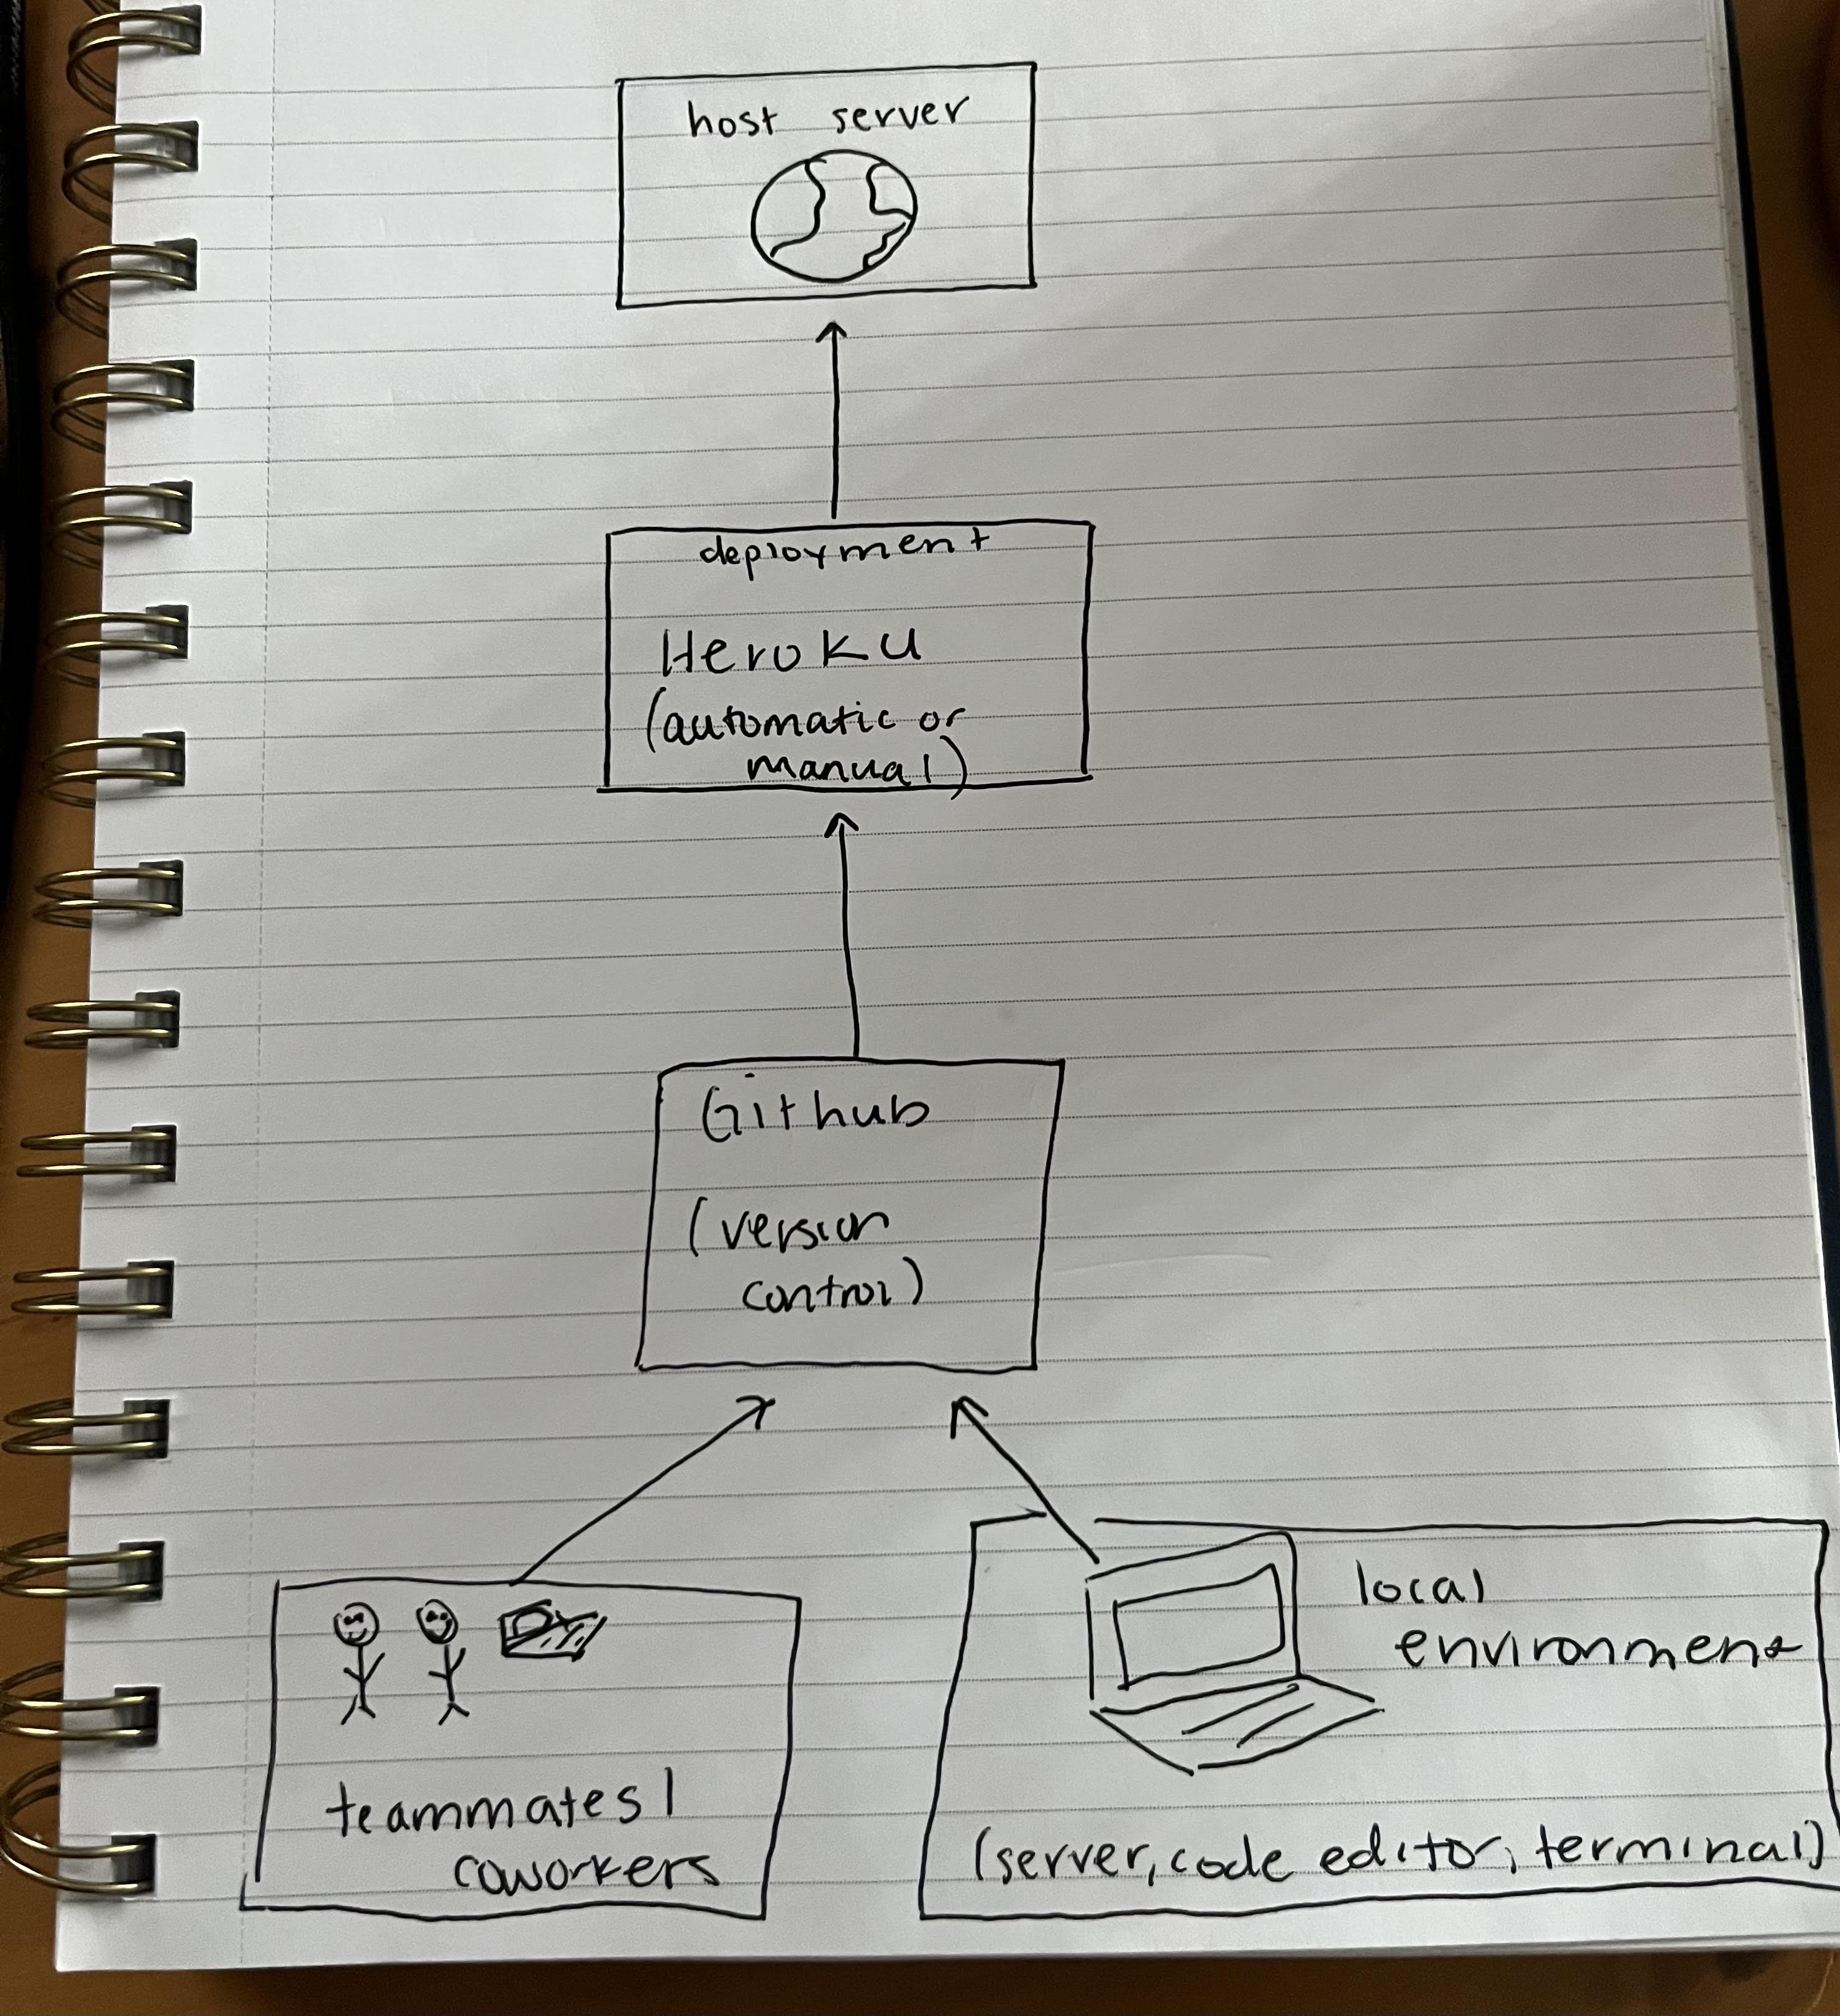 host server
deployment
Heroku
(automatic or
manual)
Github
(version
control)
teammates/
coworkers
local
environment
(server, code editor, terminal)